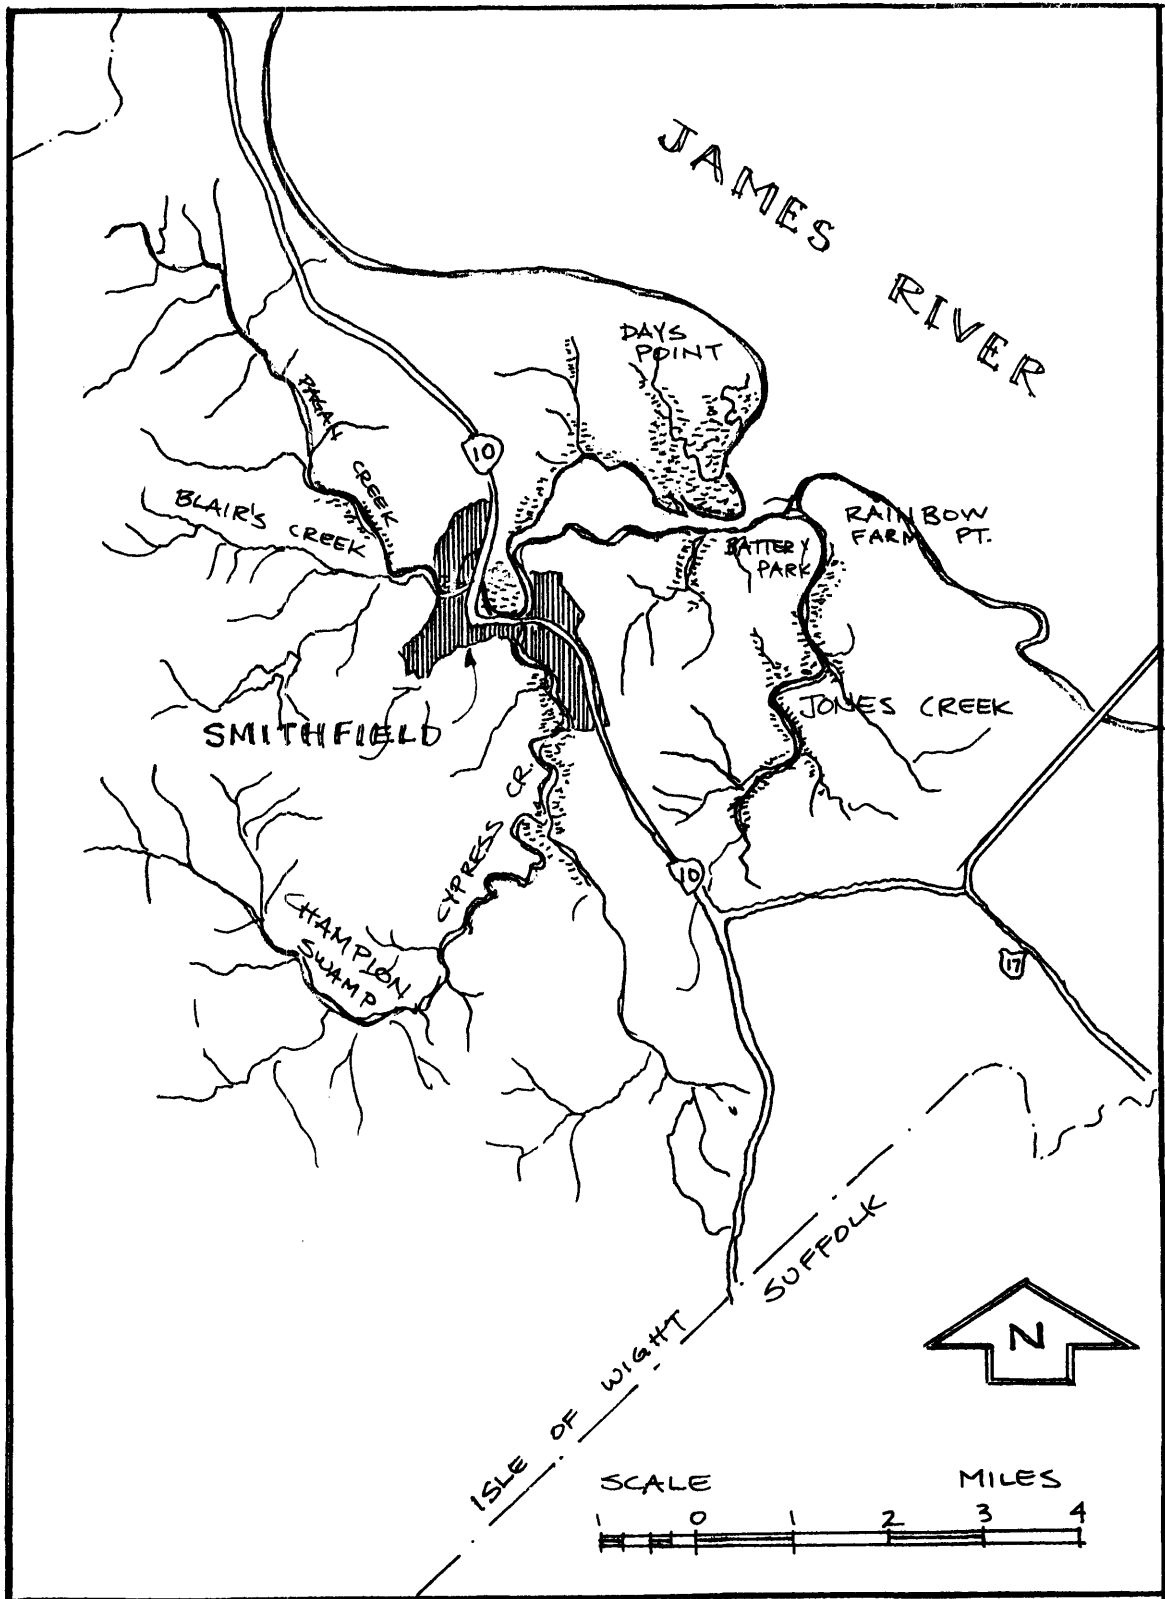 JAMES
RIVER
DAYS
POINT
10
PAGAN
CREEK
BLAIR'S CREEK
RAINBOW
FARM PT.
BATTERY
PARK
JONES CREEK
SMITHFIELD
CYPRESS CR.
10
CHAMPION
SWAMP
17
SUFFOLK
ISLE OF WIGHT
N
SCALE MILES
1 0 1 2 3 4